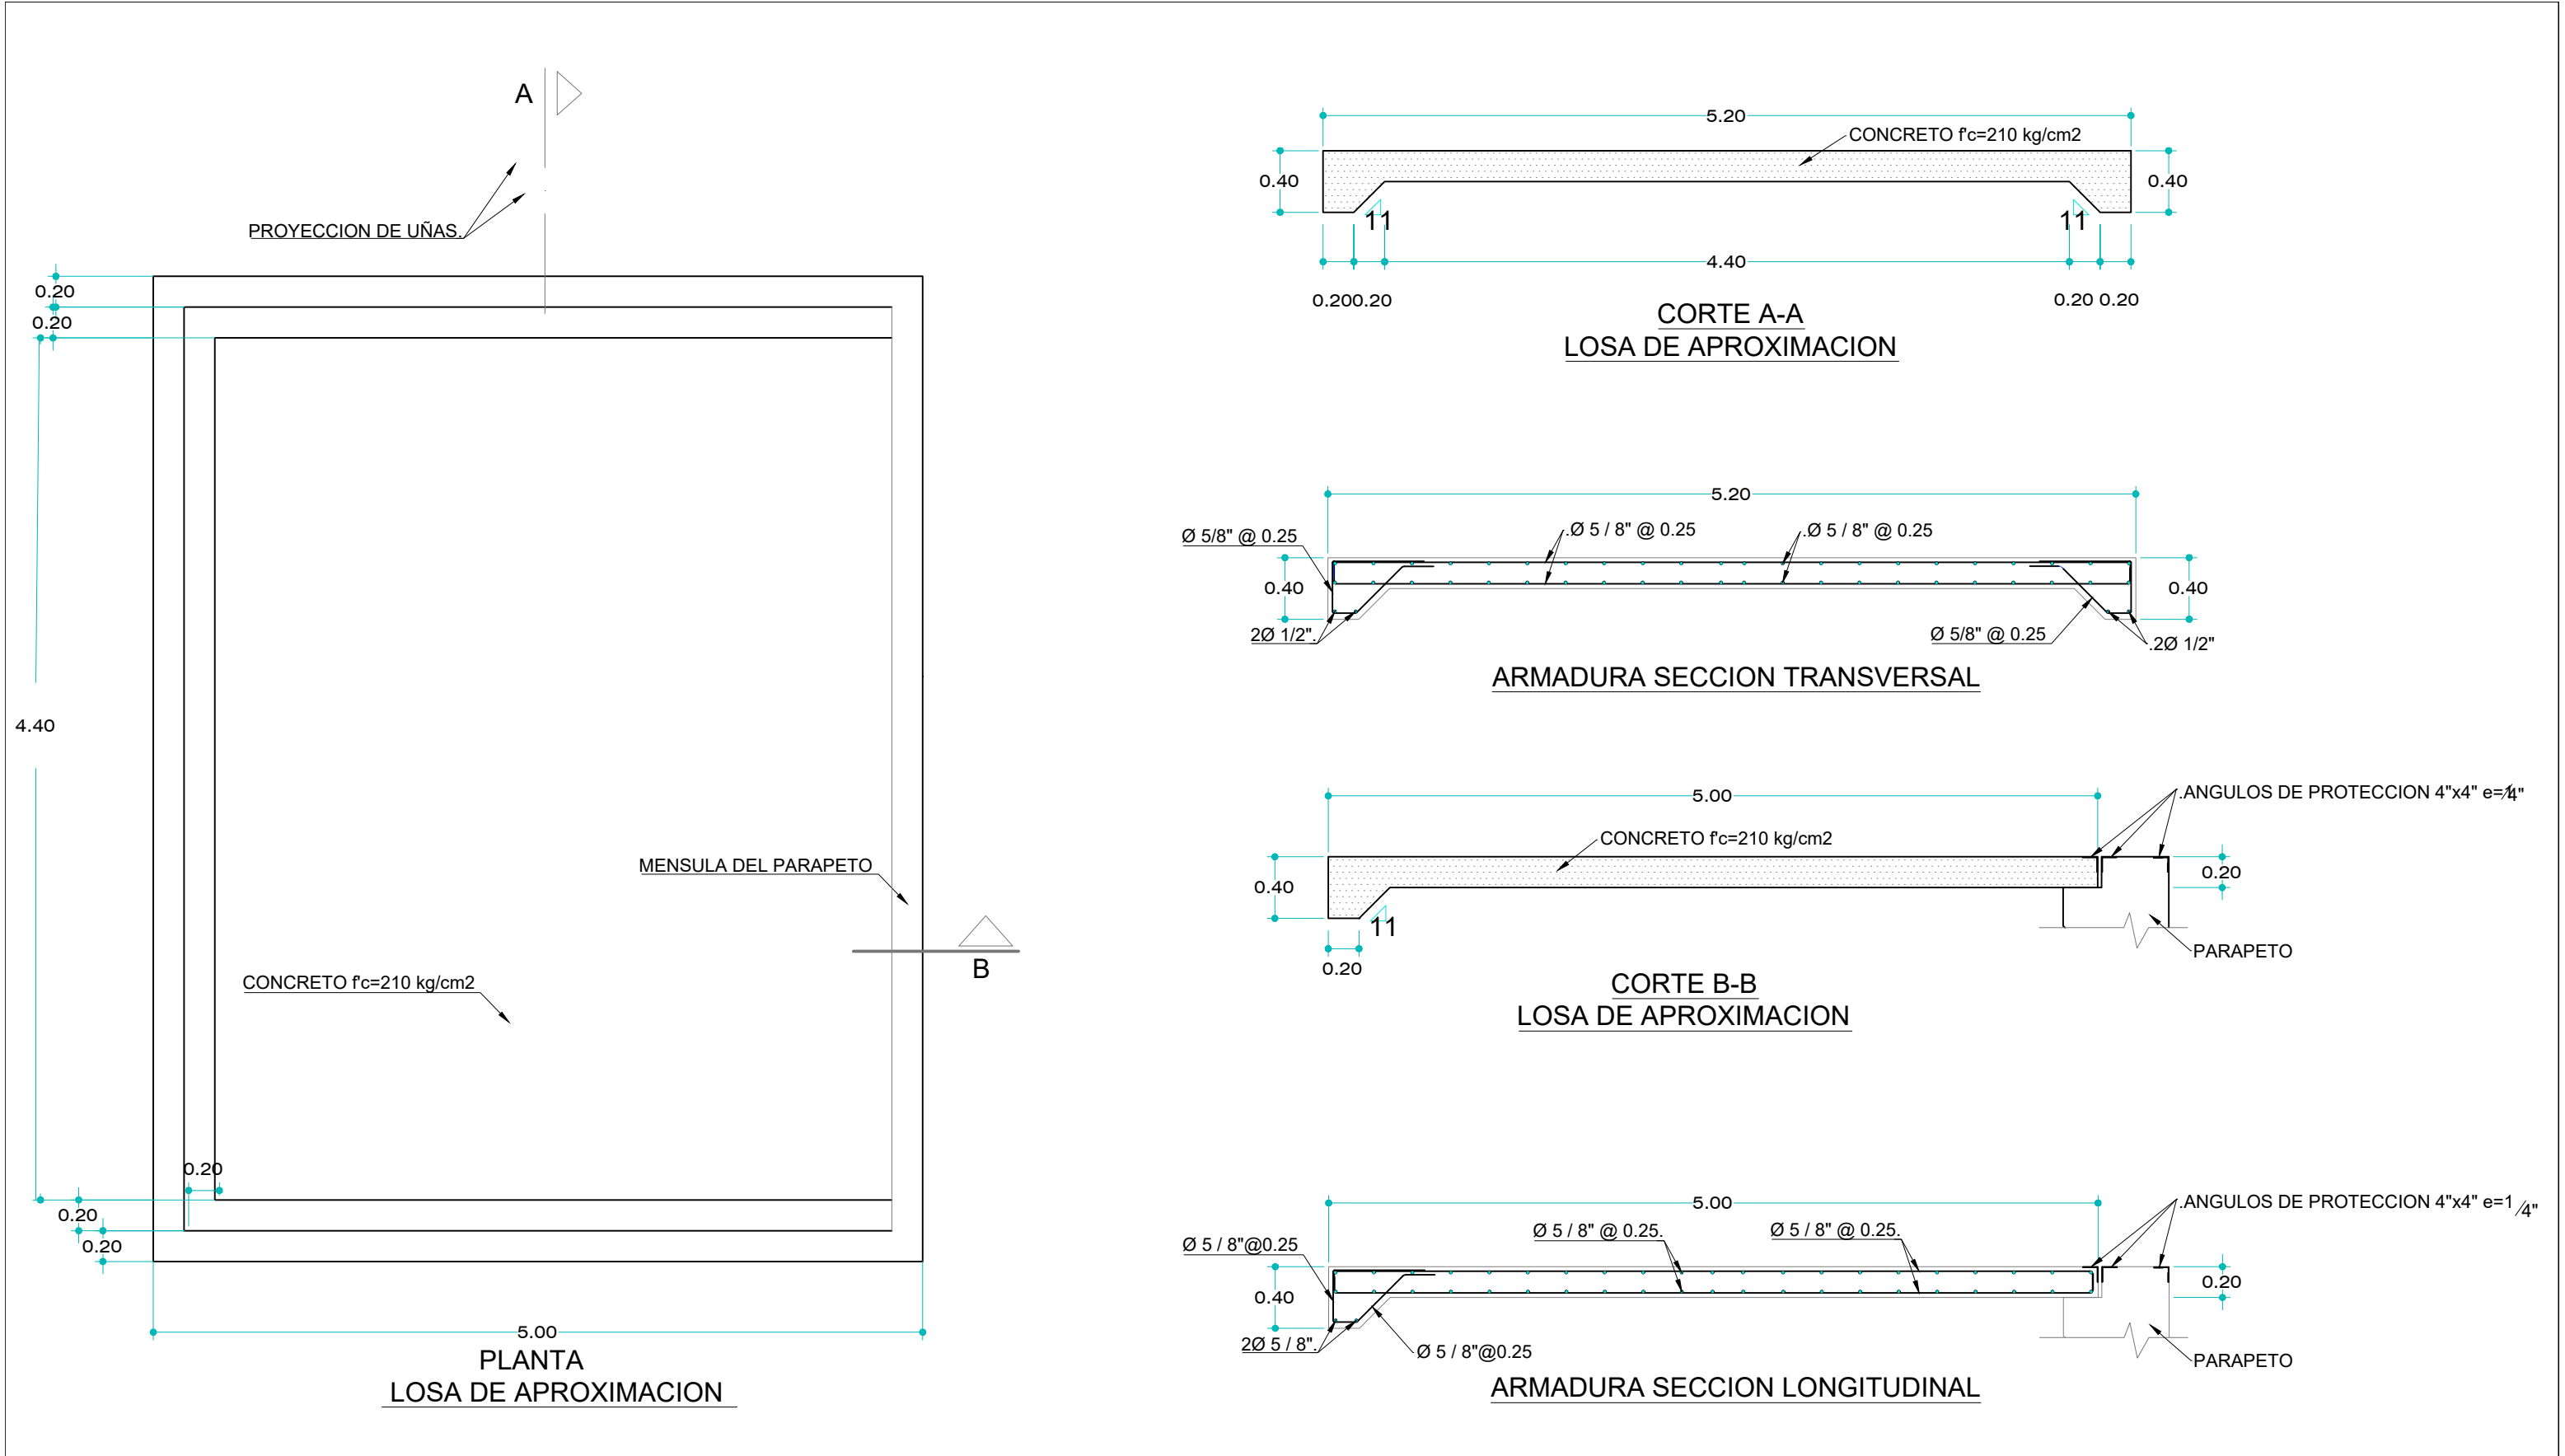 A
PROYECCION DE UÑAS.
0.20
0.20
4.40
MENSULA DEL PARAPETO
B
CONCRETO f'c=210 kg/cm2
0.20
0.20
0.20
5.00
PLANTA
LOSA DE APROXIMACION
5.20
CONCRETO f'c=210 kg/cm2
0.40
0.40
11
11
4.40
0.200.20
0.20 0.20
CORTE A-A
LOSA DE APROXIMACION
5.20
Ø 5/8" @ 0.25
.Ø 5 / 8" @ 0.25
.Ø 5 / 8" @ 0.25
0.40
0.40
2Ø 1/2".
Ø 5/8" @ 0.25
.2Ø 1/2"
ARMADURA SECCION TRANSVERSAL
5.00
.ANGULOS DE PROTECCION 4"x4" e=1/4"
CONCRETO f'c=210 kg/cm2
0.40
0.20
11
0.20
PARAPETO
CORTE B-B
LOSA DE APROXIMACION
5.00
.ANGULOS DE PROTECCION 4"x4" e=1/4"
Ø 5 / 8"@0.25
Ø 5 / 8" @ 0.25.
Ø 5 / 8" @ 0.25.
0.40
0.20
2Ø 5 / 8".
Ø 5 / 8"@0.25
PARAPETO
ARMADURA SECCION LONGITUDINAL